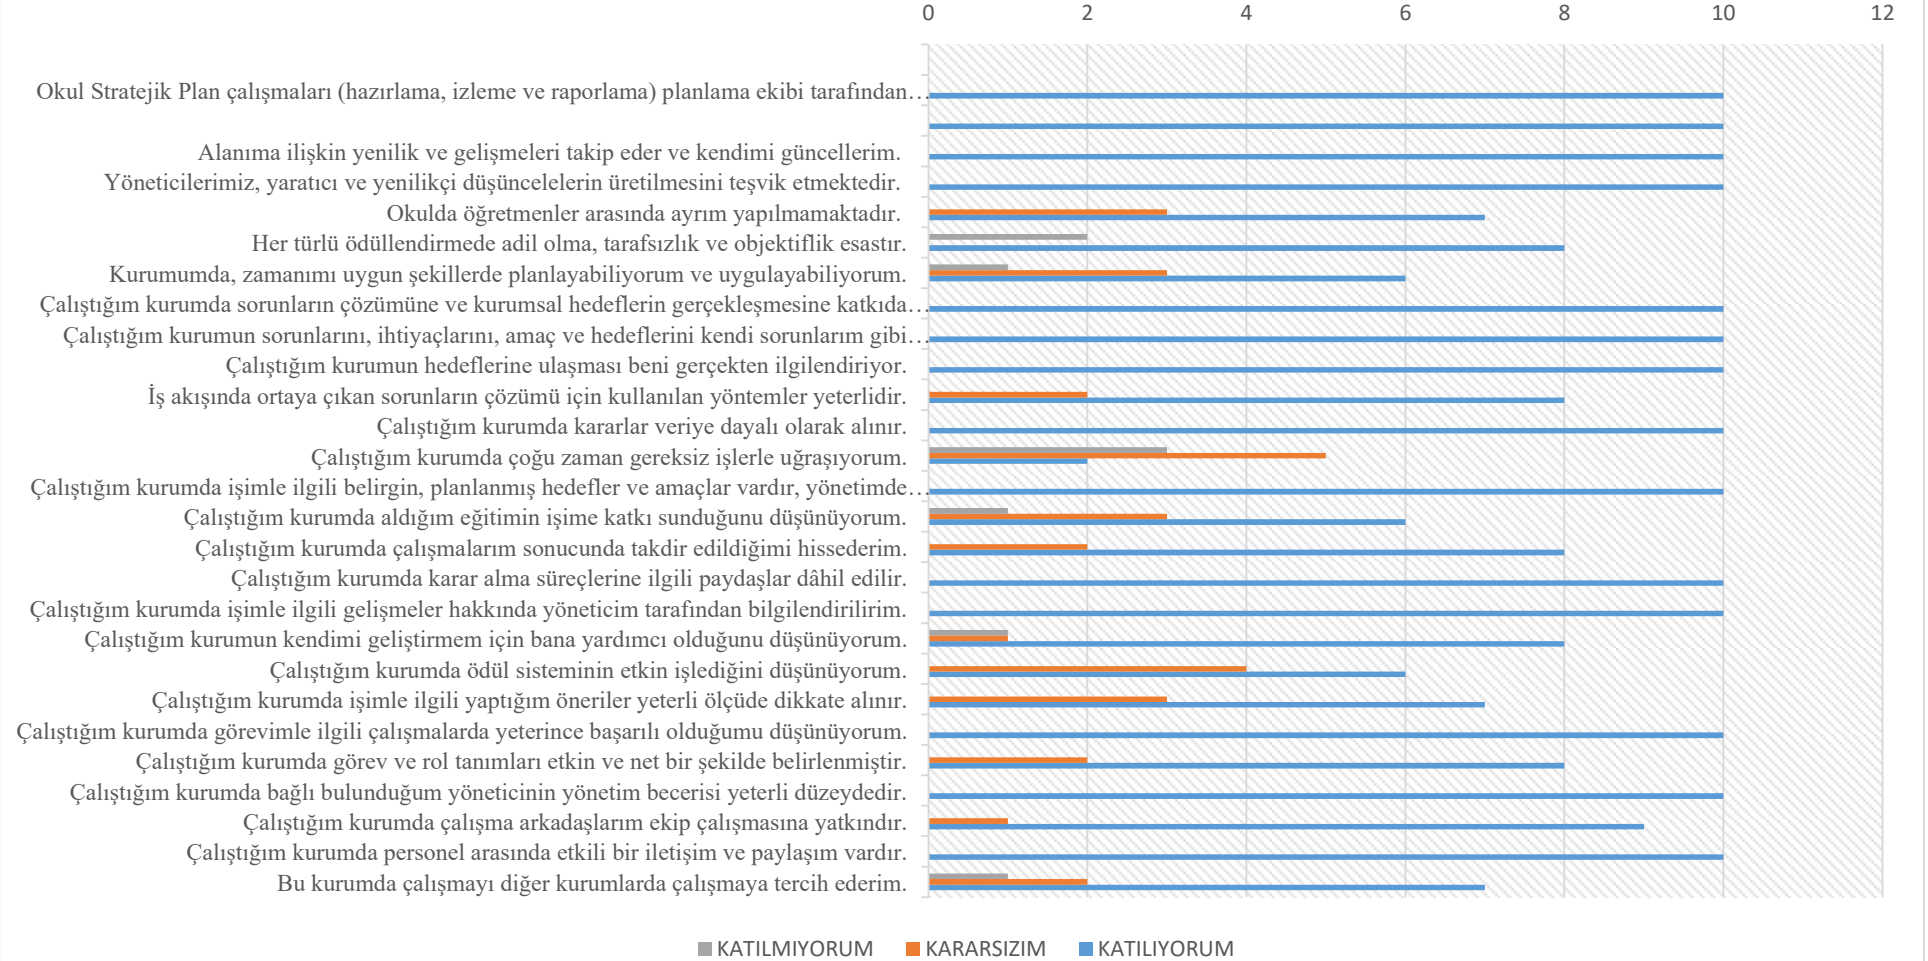 0 2 4 6 8 10 12
Okul Stratejik Plan çalışmaları (hazırlama, izleme ve raporlama) planlama ekibi tarafından…
Alanıma ilişkin yenilik ve gelişmeleri takip eder ve kendimi güncellerim.
Yöneticilerimiz, yaratıcı ve yenilikçi düşüncelelerin üretilmesini teşvik etmektedir.
Okulda öğretmenler arasında ayrım yapılmamaktadır.
Her türlü ödüllendirmede adil olma, tarafsızlık ve objektiflik esastır.
Kurumumda, zamanımı uygun şekillerde planlayabiliyorum ve uygulayabiliyorum.
Çalıştığım kurumda sorunların çözümüne ve kurumsal hedeflerin gerçekleşmesine katkıda…
Çalıştığım kurumun sorunlarını, ihtiyaçlarını, amaç ve hedeflerini kendi sorunlarım gibi…
Çalıştığım kurumun hedeflerine ulaşması beni gerçekten ilgilendiriyor.
İş akışında ortaya çıkan sorunların çözümü için kullanılan yöntemler yeterlidir.
Çalıştığım kurumda kararlar veriye dayalı olarak alınır.
Çalıştığım kurumda çoğu zaman gereksiz işlerle uğraşıyorum.
Çalıştığım kurumda işimle ilgili belirgin, planlanmış hedefler ve amaçlar vardır, yönetimde…
Çalıştığım kurumda aldığım eğitimin işime katkı sunduğunu düşünüyorum.
Çalıştığım kurumda çalışmalarım sonucunda takdir edildiğimi hissederim.
Çalıştığım kurumda karar alma süreçlerine ilgili paydaşlar dâhil edilir.
Çalıştığım kurumda işimle ilgili gelişmeler hakkında yöneticim tarafından bilgilendirilirim.
Çalıştığım kurumun kendimi geliştirmem için bana yardımcı olduğunu düşünüyorum.
Çalıştığım kurumda ödül sisteminin etkin işlediğini düşünüyorum.
Çalıştığım kurumda işimle ilgili yaptığım öneriler yeterli ölçüde dikkate alınır.
Çalıştığım kurumda görevimle ilgili çalışmalarda yeterince başarılı olduğumu düşünüyorum.
Çalıştığım kurumda görev ve rol tanımları etkin ve net bir şekilde belirlenmiştir.
Çalıştığım kurumda bağlı bulunduğum yöneticinin yönetim becerisi yeterli düzeydedir.
Çalıştığım kurumda çalışma arkadaşlarım ekip çalışmasına yatkındır.
Çalıştığım kurumda personel arasında etkili bir iletişim ve paylaşım vardır.
Bu kurumda çalışmayı diğer kurumlarda çalışmaya tercih ederim.
KATILMIYORUM KARARSIZIM KATILIYORUM